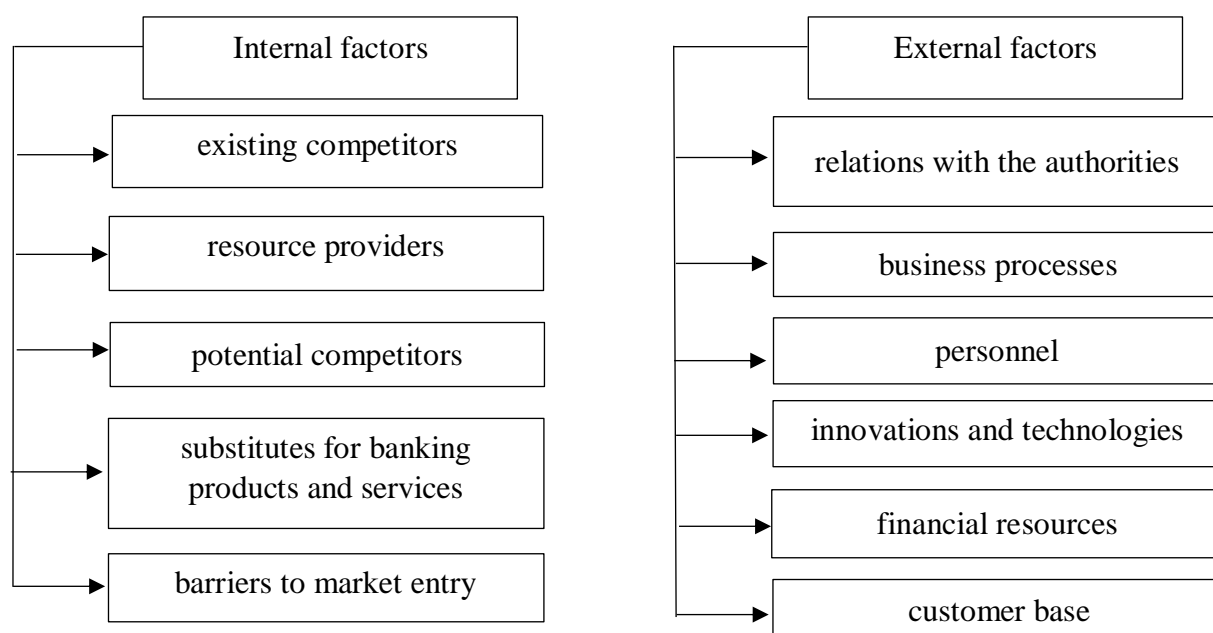 Internal factors
existing competitors
resource providers
potential competitors
substitutes for banking
products and services
barriers to market entry
External factors
relations with the authorities
business processes
personnel
innovations and technologies
financial resources
customer base